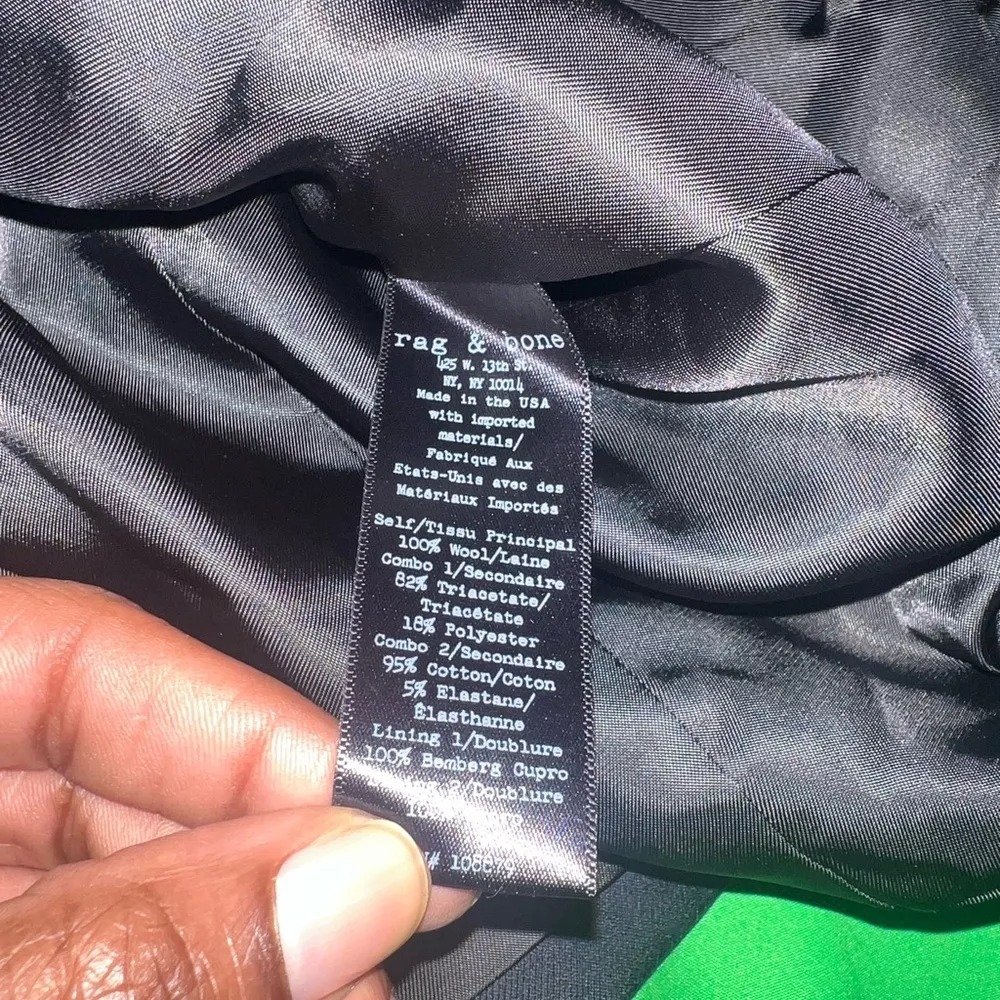 rag & bone
425 W. 13th St.
NY, NY 10014
Made in the USA
with imported
materials/
Fabriqué Aux
Etats-Unis avec des
Matériaux Importés
Self/Tissu Principal
100% Wool/Laine
Combo 1/Secondaire
82% Triacetate/
Triacétate
18% Polyester
Combo 2/Secondaire
95% Cotton/Coton
5% Elastane/
Élasthanne
Lining 1/Doublure
100% Bemberg Cupro
2/Doublure